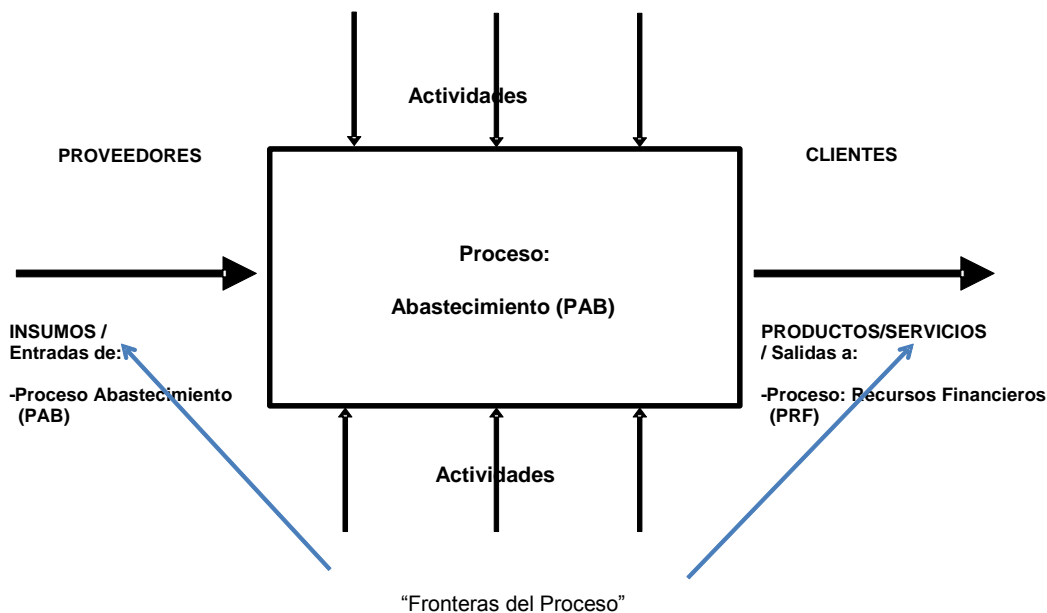 Actividades
PROVEEDORES
CLIENTES
Proceso:
Abastecimiento (PAB)
INSUMOS /
Entradas de:
-Proceso Abastecimiento
(PAB)
PRODUCTOS/SERVICIOS
/ Salidas a:
-Proceso: Recursos Financieros
(PRF)
Actividades
“Fronteras del Proceso”